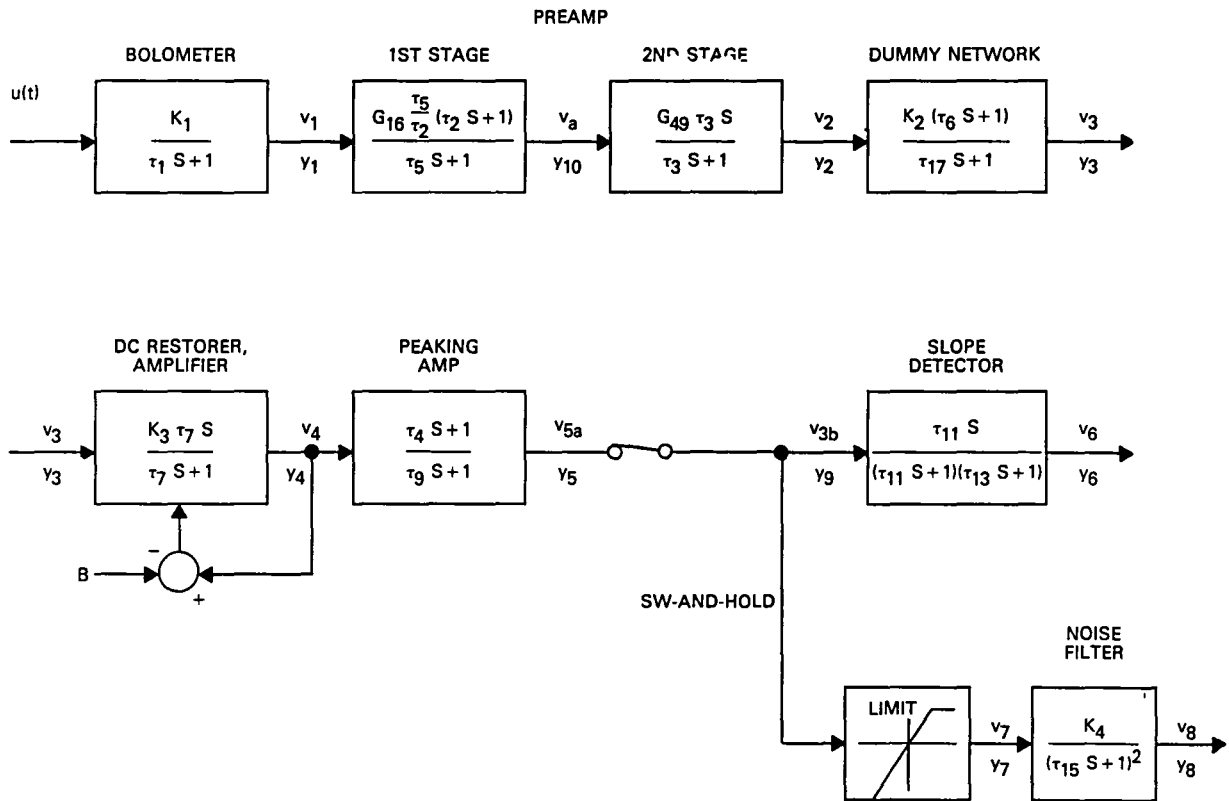 PREAMP
BOLOMETER
1ST STAGE
2ND STAGE
DUMMY NETWORK
u(t)
K1
τ1 S+1
v1
y1
G16 τ5/τ2 (τ2 S+1)
τ5 S+1
va
y10
G49 τ3 S
τ3 S+1
v2
y2
K2 (τ6 S+1)
τ17 S+1
v3
y3
DC RESTORER,
AMPLIFIER
PEAKING
AMP
SLOPE
DETECTOR
v3
y3
K3 τ7 S
τ7 S+1
v4
y4
τ4 S+1
τ9 S+1
v5a
y5
v3b
y9
τ11 S
(τ11 S+1)(τ13 S+1)
v6
y6
B
−
+
SW-AND-HOLD
NOISE
FILTER
LIMIT
v7
y7
K4
(τ15 S+1)²
v8
y8